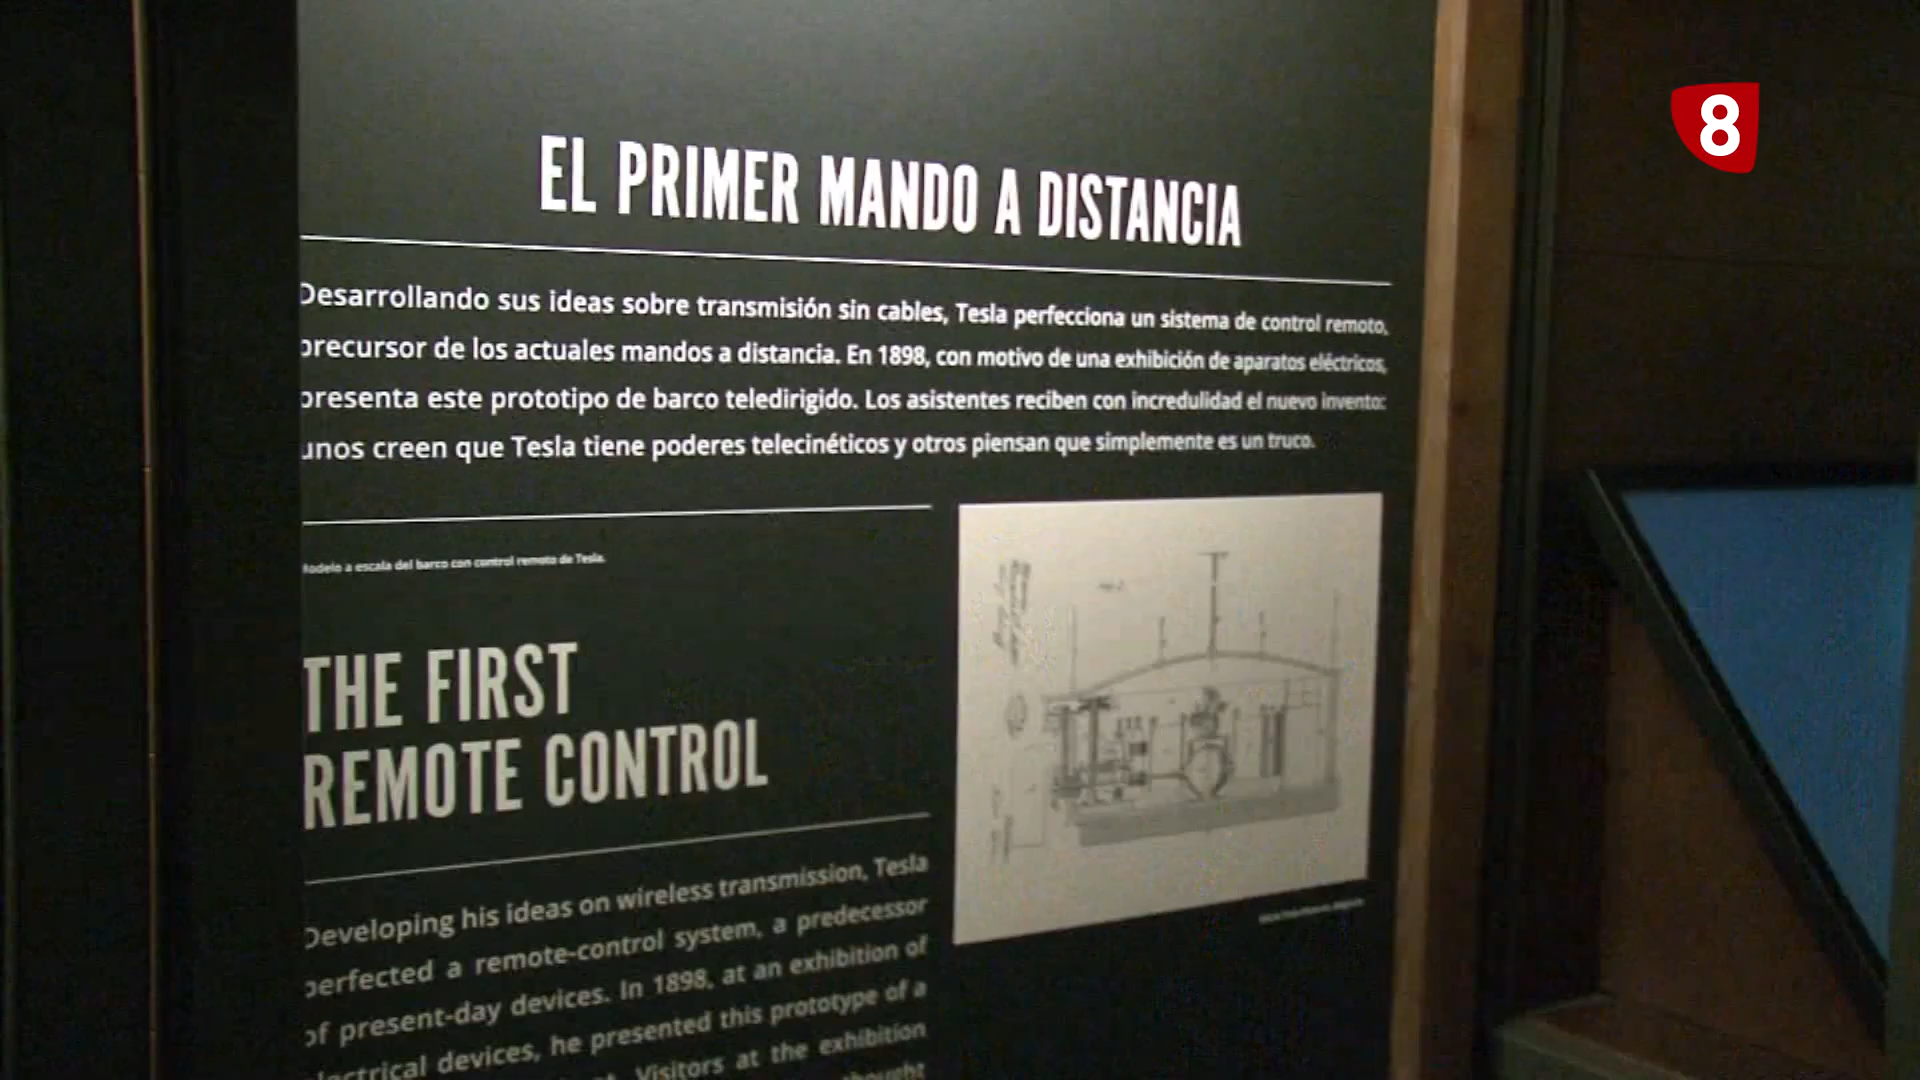 8
EL PRIMER MANDO A DISTANCIA
Desarrollando sus ideas sobre transmisión sin cables, Tesla perfecciona un sistema de control remoto,
precursor de los actuales mandos a distancia. En 1898, con motivo de una exhibición de aparatos eléctricos,
presenta este prototipo de barco teledirigido. Los asistentes reciben con incredulidad el nuevo invento:
unos creen que Tesla tiene poderes telecinéticos y otros piensan que simplemente es un truco.
Modelo a escala del barco con control remoto de Tesla.
THE FIRST
REMOTE CONTROL
Developing his ideas on wireless transmission, Tesla
perfected a remote-control system, a predecessor
of present-day devices. In 1898, at an exhibition of
electrical devices, he presented this prototype of a
Visitors at the exhibition
thought